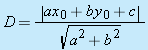 D = |ax₀ + by₀ + c| / √(a² + b²)